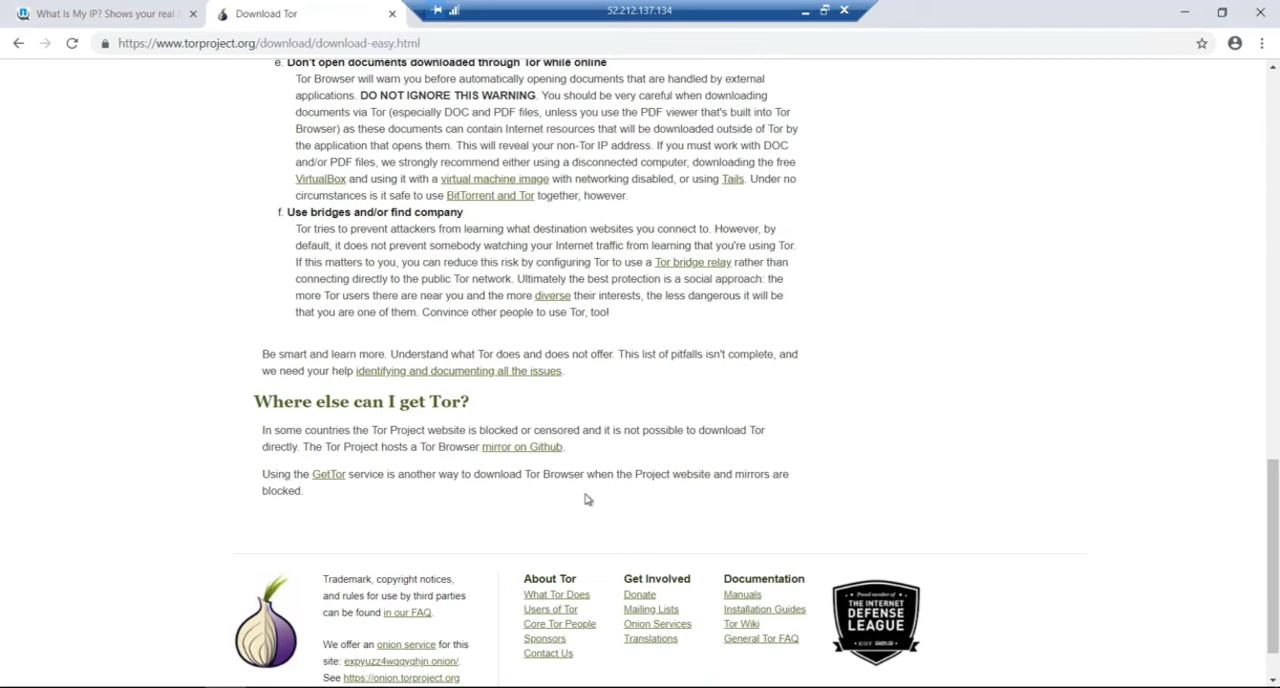 What Is My IP? Shows your real
Download Tor
52.212.137.134
https://www.torproject.org/download/download-easy.html
e. Don't open documents downloaded through Tor while online
Tor Browser will warn you before automatically opening documents that are handled by external
applications. DO NOT IGNORE THIS WARNING. You should be very careful when downloading
documents via Tor (especially DOC and PDF files, unless you use the PDF viewer that's built into Tor
Browser) as these documents can contain Internet resources that will be downloaded outside of Tor by
the application that opens them. This will reveal your non-Tor IP address. If you must work with DOC
and/or PDF files, we strongly recommend either using a disconnected computer, downloading the free
VirtualBox and using it with a virtual machine image with networking disabled, or using Tails. Under no
circumstances is it safe to use BitTorrent and Tor together, however.
f. Use bridges and/or find company
Tor tries to prevent attackers from learning what destination websites you connect to. However, by
default, it does not prevent somebody watching your Internet traffic from learning that you're using Tor.
If this matters to you, you can reduce this risk by configuring Tor to use a Tor bridge relay rather than
connecting directly to the public Tor network. Ultimately the best protection is a social approach: the
more Tor users there are near you and the more diverse their interests, the less dangerous it will be
that you are one of them. Convince other people to use Tor, too!
Be smart and learn more. Understand what Tor does and does not offer. This list of pitfalls isn't complete, and
we need your help identifying and documenting all the issues.
Where else can I get Tor?
In some countries the Tor Project website is blocked or censored and it is not possible to download Tor
directly. The Tor Project hosts a Tor Browser mirror on Github.
Using the GetTor service is another way to download Tor Browser when the Project website and mirrors are
blocked.
Trademark, copyright notices,
and rules for use by third parties
can be found in our FAQ.
We offer an onion service for this
site: expyuzz4wqqyqhjn.onion/.
See https://onion.torproject.org
About Tor
What Tor Does
Users of Tor
Core Tor People
Sponsors
Contact Us
Get Involved
Donate
Mailing Lists
Onion Services
Translations
Documentation
Manuals
Installation Guides
Tor Wiki
General Tor FAQ
Proud member of
THE INTERNET
DEFENSE
LEAGUE
EST 2012